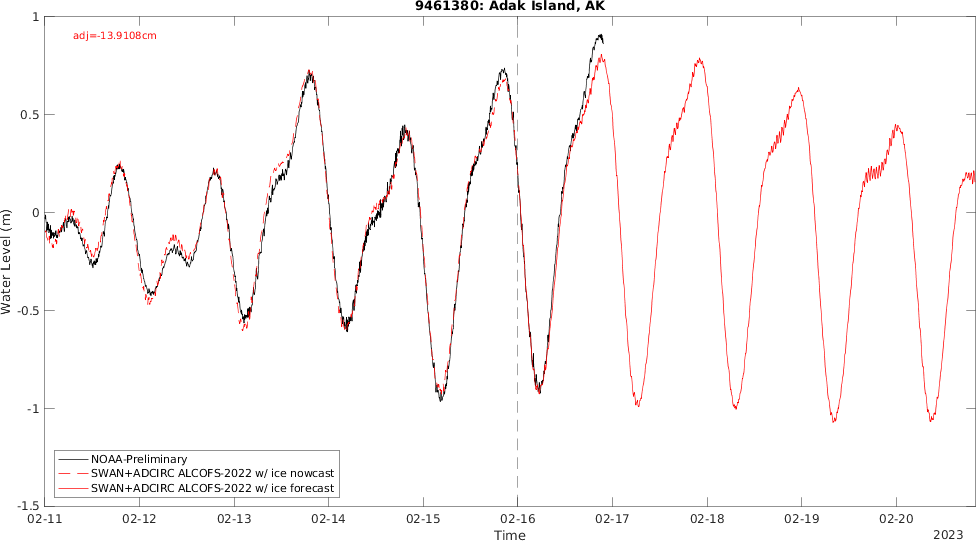 9461380: Adak Island, AK
adj=-13.9108cm
1
0.5
0
-0.5
-1
-1.5
Water Level (m)
NOAA-Preliminary
SWAN+ADCIRC ALCOFS-2022 w/ ice nowcast
SWAN+ADCIRC ALCOFS-2022 w/ ice forecast
02-11 02-12 02-13 02-14 02-15 02-16 02-17 02-18 02-19 02-20
Time
2023